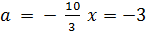 a = − 10/3 x = −3